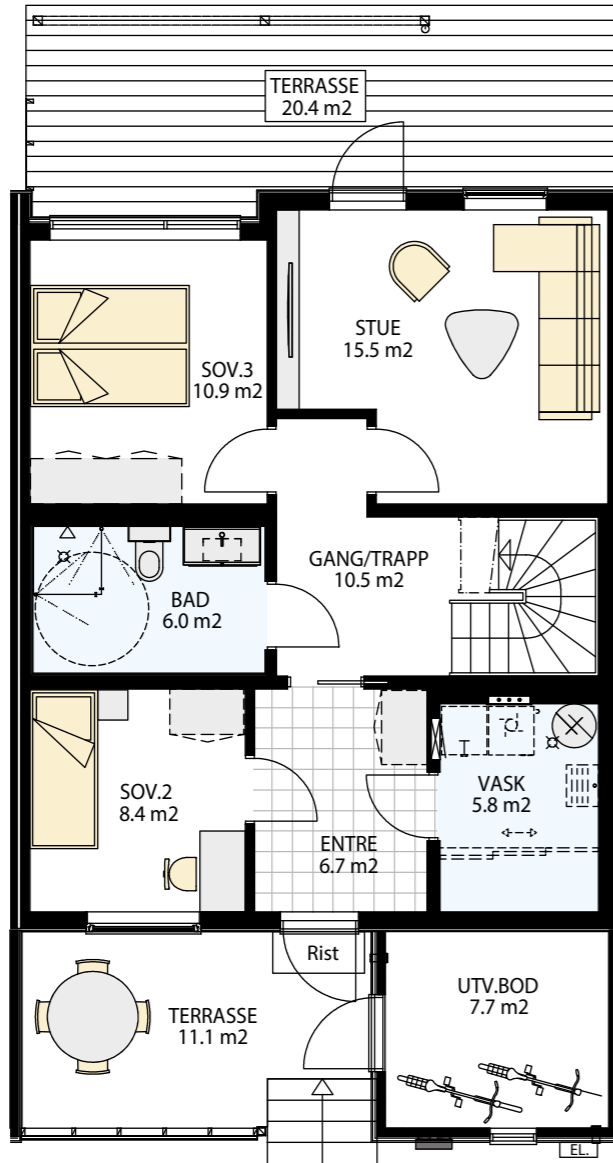 TERRASSE
20.4 m2
STUE
15.5 m2
SOV.3
10.9 m2
GANG/TRAPP
10.5 m2
BAD
6.0 m2
SOV.2
8.4 m2
VASK
5.8 m2
ENTRE
6.7 m2
T
Rist
TERRASSE
11.1 m2
UTV.BOD
7.7 m2
EL.